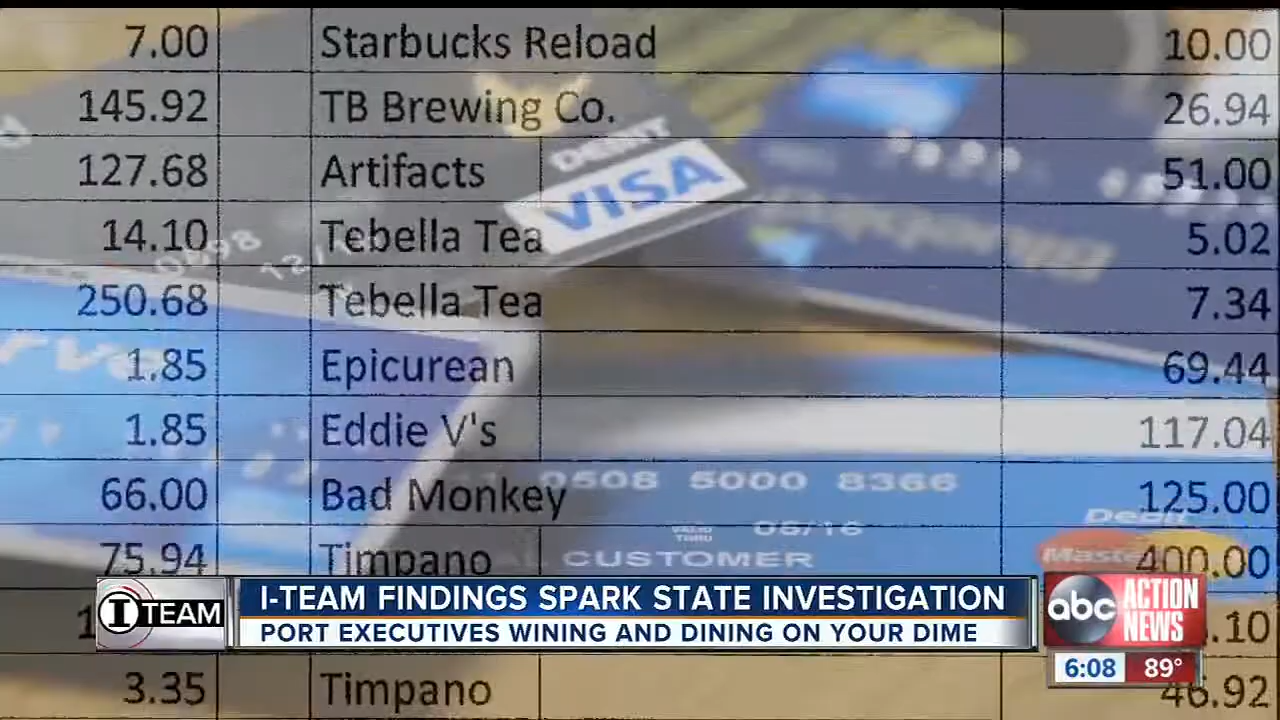 7.00 Starbucks Reload 10.00
145.92 TB Brewing Co. 26.94
DEBIT
VISA
127.68 Artifacts 51.00
14.10 Tebella Tea 5.02
250.68 Tebella Tea 7.34
1.85 Epicurean 69.44
1.85 Eddie V's 117.04
0508 5000 8366
66.00 Bad Monkey 125.00
VALID THRU 06/16
Debit
CUSTOMER
75.94 Timpano 400.00
I TEAM
I-TEAM FINDINGS SPARK STATE INVESTIGATION
PORT EXECUTIVES WINING AND DINING ON YOUR DIME
abc ACTION NEWS
.10
6:08 89°
3.35 Timpano 46.92